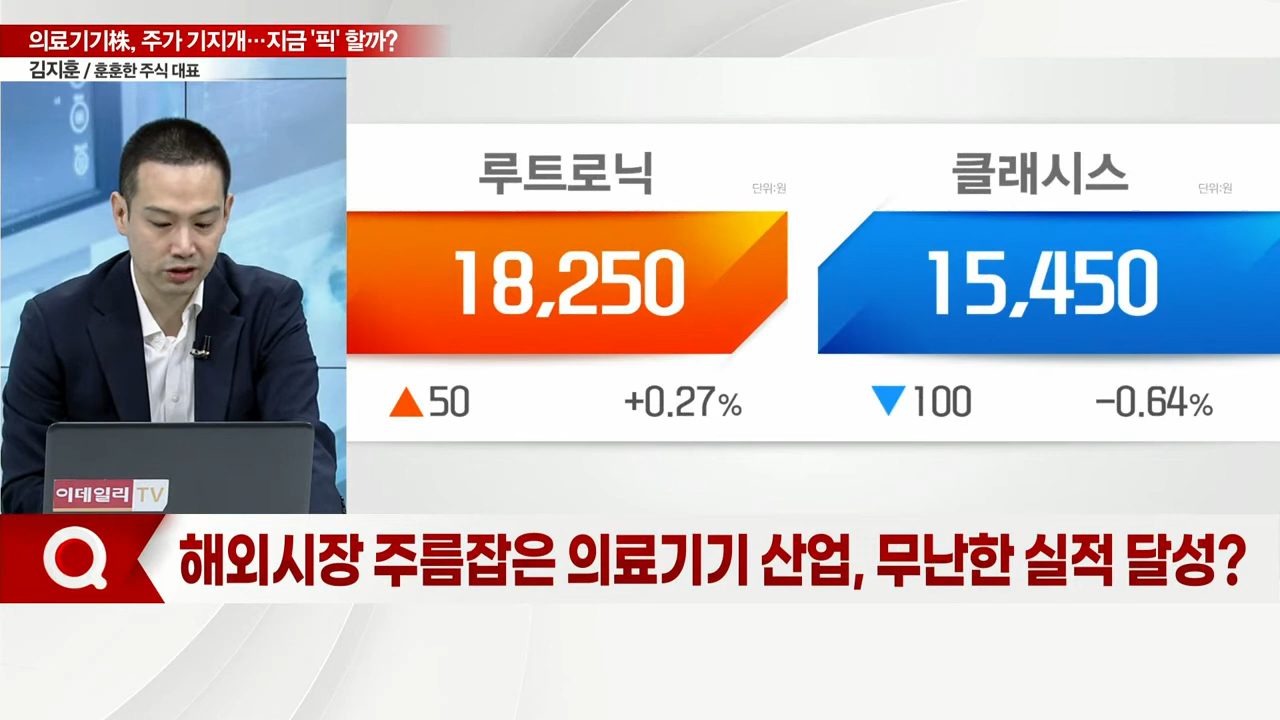 의료기기株, 주가 기지개…지금 '픽' 할까?
김지훈 / 훈훈한 주식 대표
루트로닉
단위:원
18,250
▲50 +0.27%
클래시스
단위:원
15,450
▼100 -0.64%
이데일리TV
Q 해외시장 주름잡은 의료기기 산업, 무난한 실적 달성?